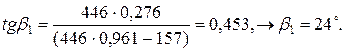 tgβ₁ = 446·0,276 / (446·0,961−157) = 0,453, → β₁ = 24°.